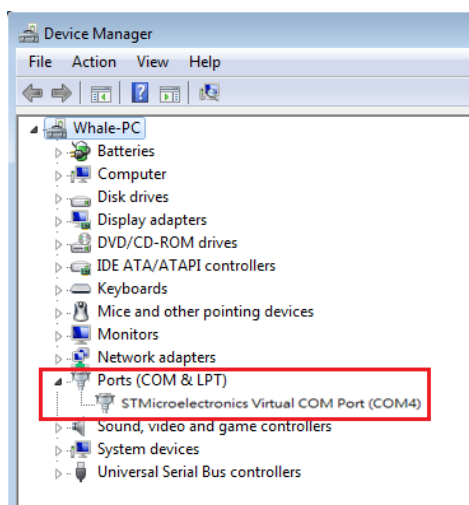 Device Manager
File Action View Help
Whale-PC
Batteries
Computer
Disk drives
Display adapters
DVD/CD-ROM drives
IDE ATA/ATAPI controllers
Keyboards
Mice and other pointing devices
Monitors
Network adapters
Ports (COM & LPT)
STMicroelectronics Virtual COM Port (COM4)
Sound, video and game controllers
System devices
Universal Serial Bus controllers